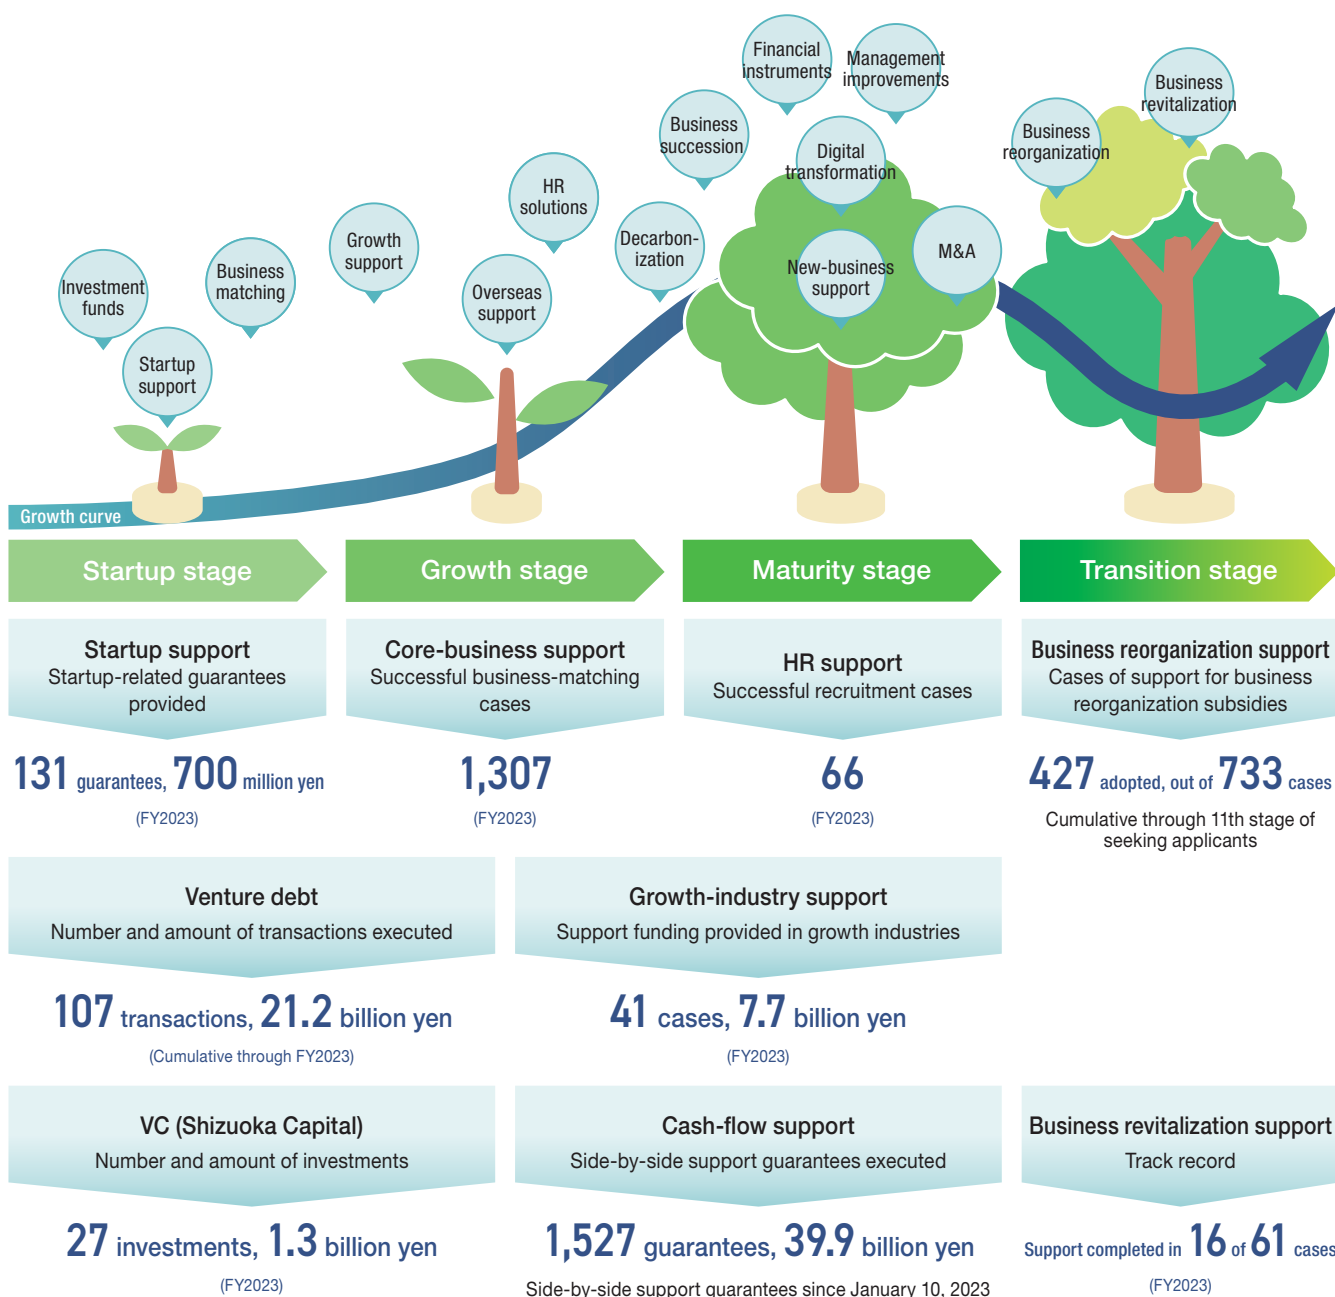 Investment
funds
Startup
support
Business
matching
Growth
support
Overseas
support
HR
solutions
Decarbon-
ization
Business
succession
Financial
instruments
Management
improvements
Digital
transformation
New-business
support
M&A
Business
reorganization
Business
revitalization
Growth curve
Startup stage
Growth stage
Maturity stage
Transition stage
Startup support
Startup-related guarantees
provided
131 guarantees, 700 million yen
(FY2023)
Core-business support
Successful business-matching
cases
1,307
(FY2023)
HR support
Successful recruitment cases
66
(FY2023)
Business reorganization support
Cases of support for business
reorganization subsidies
427 adopted, out of 733 cases
Cumulative through 11th stage of
seeking applicants
Venture debt
Number and amount of transactions executed
107 transactions, 21.2 billion yen
(Cumulative through FY2023)
Growth-industry support
Support funding provided in growth industries
41 cases, 7.7 billion yen
(FY2023)
VC (Shizuoka Capital)
Number and amount of investments
27 investments, 1.3 billion yen
(FY2023)
Cash-flow support
Side-by-side support guarantees executed
1,527 guarantees, 39.9 billion yen
Side-by-side support guarantees since January 10, 2023
Business revitalization support
Track record
Support completed in 16 of 61 cases
(FY2023)